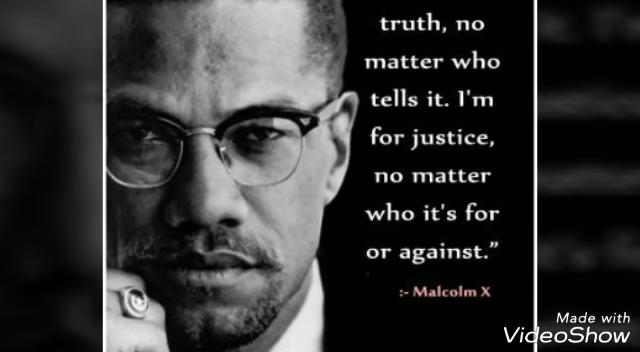 truth, no
matter who
tells it. I'm
for justice,
no matter
who it's for
or against.”
:- Malcolm X
Made with
VideoShow